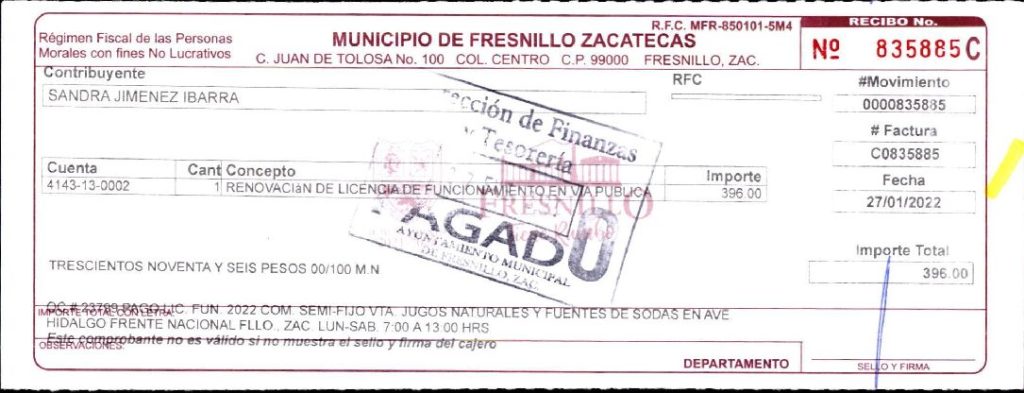 R.F.C. MFR-850101-5M4
RECIBO No.
Régimen Fiscal de las Personas
Morales con fines No Lucrativos
MUNICIPIO DE FRESNILLO ZACATECAS
C. JUAN DE TOLOSA No. 100 COL. CENTRO C.P. 99000 FRESNILLO, ZAC.
Nº 835885 C
Contribuyente
RFC
#Movimiento
SANDRA JIMENEZ IBARRA
0000835885
# Factura
C0835885
ección de Finanzas
y Tesorería
Cuenta Cant Concepto Importe
Fecha
4143-13-0002 1 RENOVACIóN DE LICENCIA DE FUNCIONAMIENTO EN VIA PUBLICA 396.00
27/01/2022
FRESNILLO
PAGADO
AYUNTAMIENTO MUNICIPAL
DE FRESNILLO, ZAC.
Importe Total
TRESCIENTOS NOVENTA Y SEIS PESOS 00/100 M.N
396.00
OC # 23799 PAGO LIC. FUN. 2022 COM. SEMI-FIJO VTA. JUGOS NATURALES Y FUENTES DE SODAS EN AVE
IMPORTE TOTAL CON LETRA:
HIDALGO FRENTE NACIONAL FLLO., ZAC LUN-SAB. 7:00 A 13:00 HRS
Este comprobante no es válido si no muestra el sello y firma del cajero
OBSERVACIONES:
DEPARTAMENTO
SELLO Y FIRMA